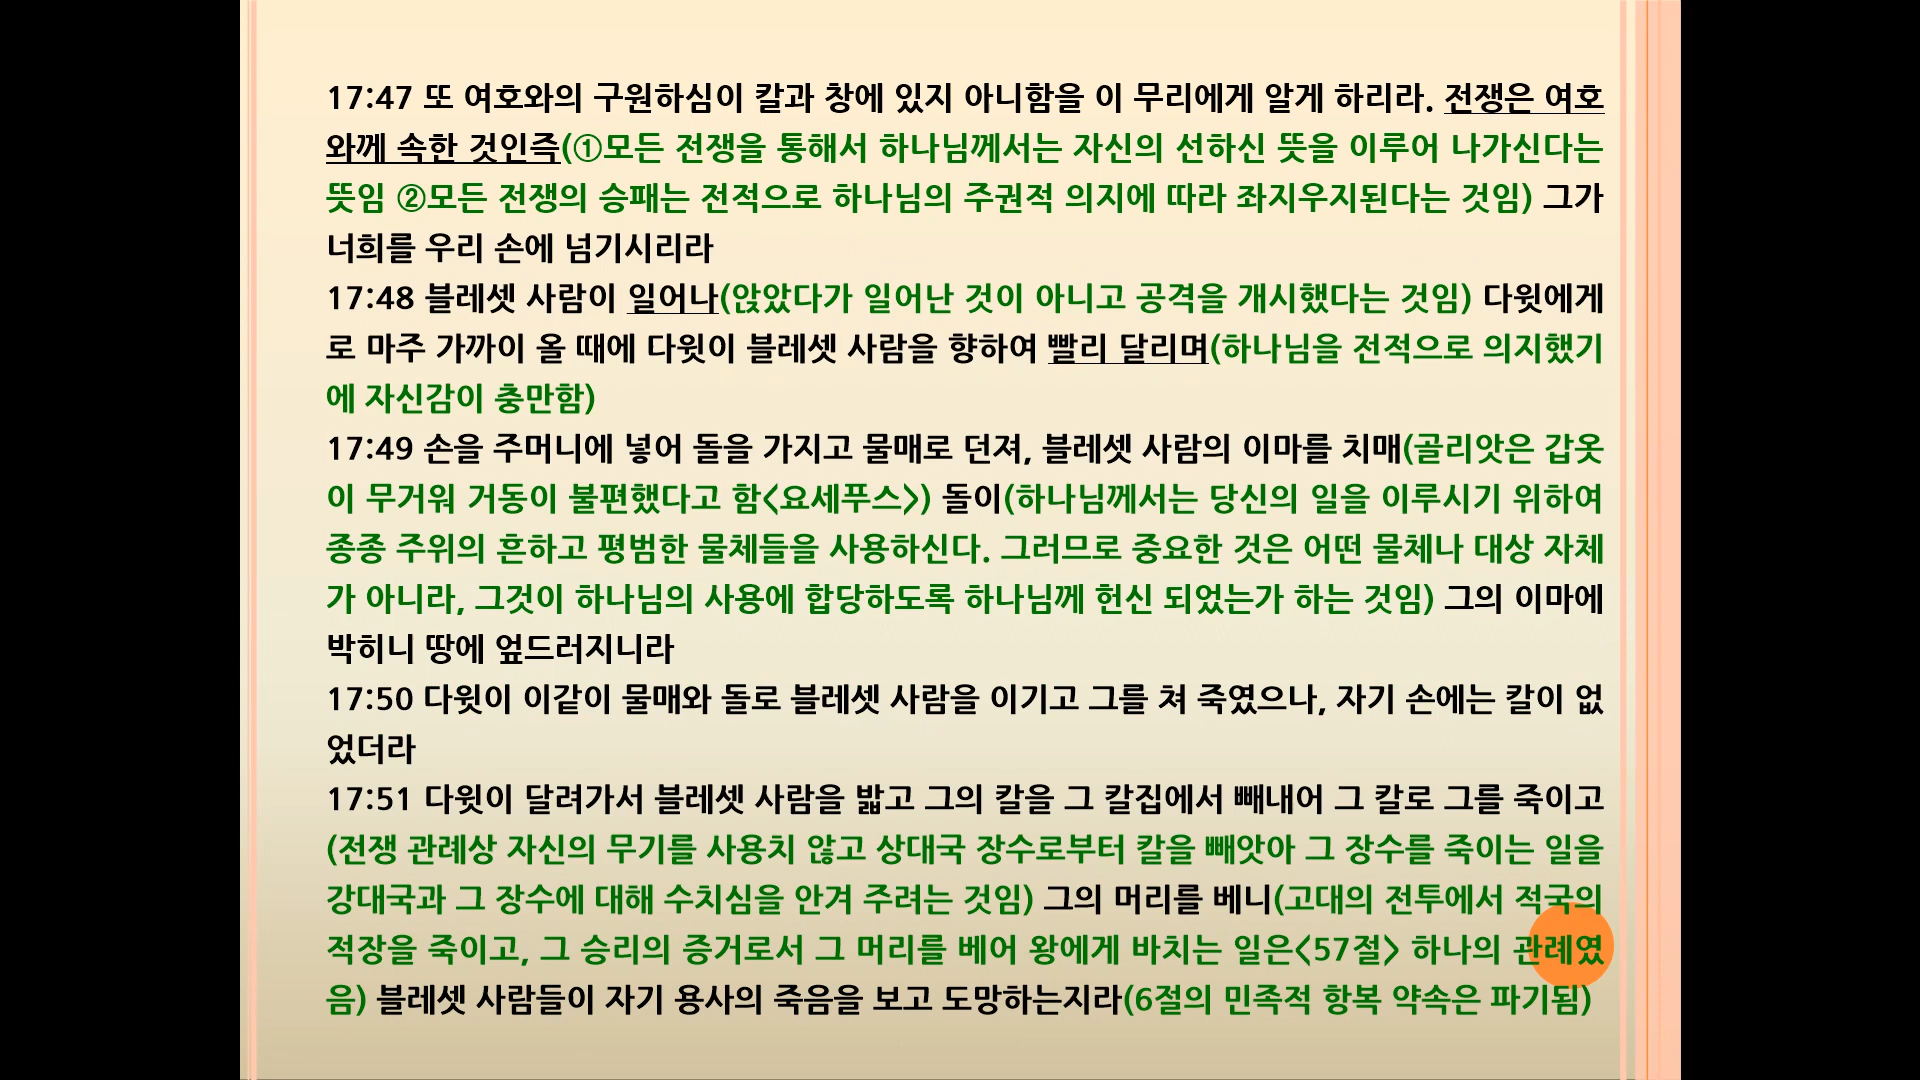 17:47 또 여호와의 구원하심이 칼과 창에 있지 아니함을 이 무리에게 알게 하리라. 전쟁은 여호
와께 속한 것인즉(①모든 전쟁을 통해서 하나님께서는 자신의 선하신 뜻을 이루어 나가신다는
뜻임 ②모든 전쟁의 승패는 전적으로 하나님의 주권적 의지에 따라 좌지우지된다는 것임) 그가
너희를 우리 손에 넘기시리라
17:48 블레셋 사람이 일어나(앉았다가 일어난 것이 아니고 공격을 개시했다는 것임) 다윗에게
로 마주 가까이 올 때에 다윗이 블레셋 사람을 향하여 빨리 달리며(하나님을 전적으로 의지했기
에 자신감이 충만함)
17:49 손을 주머니에 넣어 돌을 가지고 물매로 던져, 블레셋 사람의 이마를 치매(골리앗은 갑옷
이 무거워 거동이 불편했다고 함<요세푸스>) 돌이(하나님께서는 당신의 일을 이루시기 위하여
종종 주위의 흔하고 평범한 물체들을 사용하신다. 그러므로 중요한 것은 어떤 물체나 대상 자체
가 아니라, 그것이 하나님의 사용에 합당하도록 하나님께 헌신 되었는가 하는 것임) 그의 이마에
박히니 땅에 엎드러지니라
17:50 다윗이 이같이 물매와 돌로 블레셋 사람을 이기고 그를 쳐 죽였으나, 자기 손에는 칼이 없
었더라
17:51 다윗이 달려가서 블레셋 사람을 밟고 그의 칼을 그 칼집에서 빼내어 그 칼로 그를 죽이고
(전쟁 관례상 자신의 무기를 사용치 않고 상대국 장수로부터 칼을 빼앗아 그 장수를 죽이는 일을
강대국과 그 장수에 대해 수치심을 안겨 주려는 것임) 그의 머리를 베니(고대의 전투에서 적국의
적장을 죽이고, 그 승리의 증거로서 그 머리를 베어 왕에게 바치는 일은<57절> 하나의 관례였
음) 블레셋 사람들이 자기 용사의 죽음을 보고 도망하는지라(6절의 민족적 항복 약속은 파기됨)